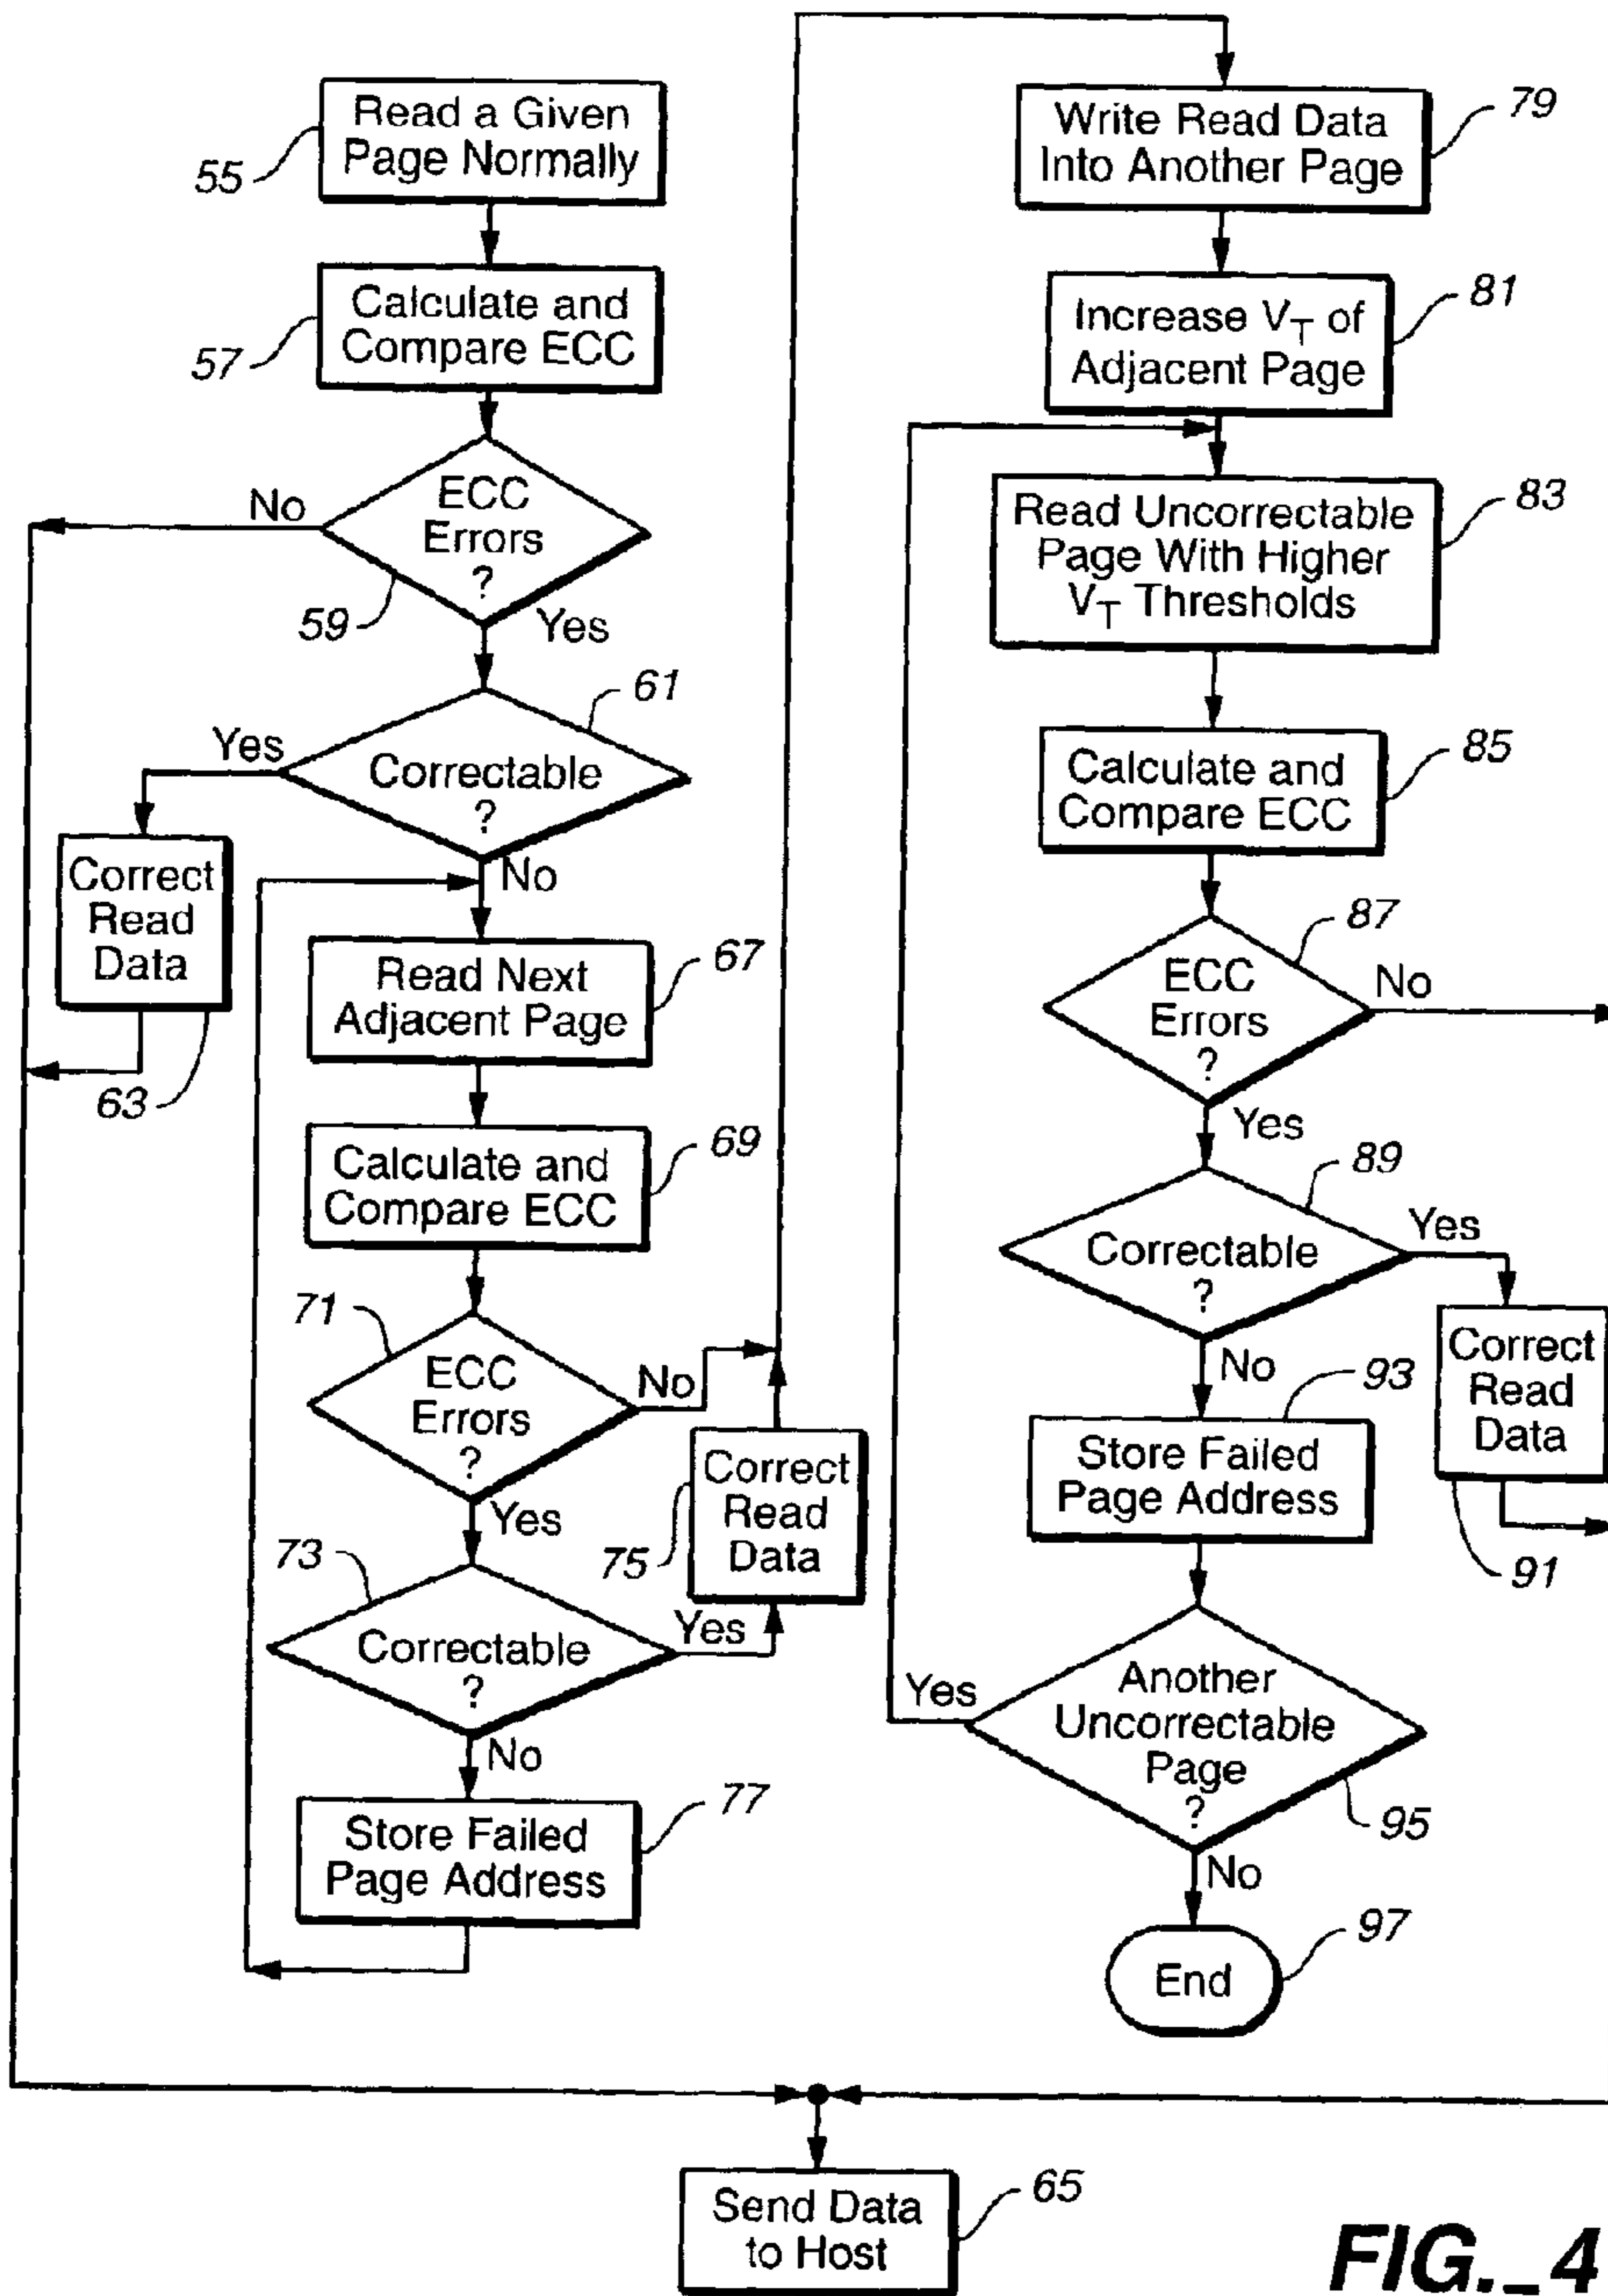 Read a Given
Page Normally
55
Calculate and
Compare ECC
57
ECC
Errors
?
No
59
Yes
61
Yes
Correctable
?
No
Correct
Read
Data
63
Read Next
Adjacent Page
67
Calculate and
Compare ECC
69
71
ECC
Errors
?
No
Yes
Correct
Read
Data
75
73
Correctable
?
Yes
No
Store Failed
Page Address
77
Write Read Data
Into Another Page
79
Increase VT of
Adjacent Page
81
Read Uncorrectable
Page With Higher
VT Thresholds
83
Calculate and
Compare ECC
85
87
ECC
Errors
?
No
Yes
89
Correctable
?
Yes
No
Correct
Read
Data
91
93
Store Failed
Page Address
Another
Uncorrectable
Page
?
Yes
95
No
97
End
Send Data
to Host
65
FIG._4